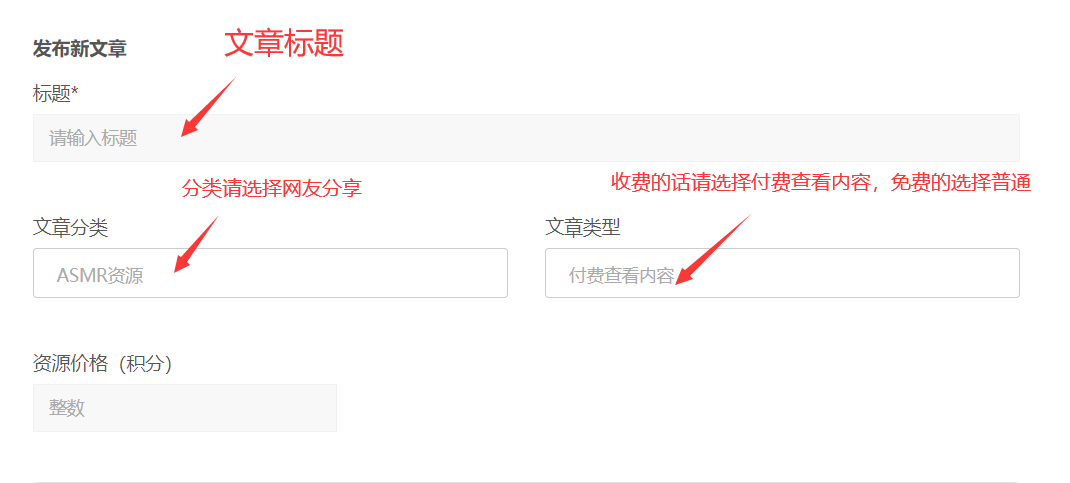 发布新文章
文章标题
标题*
请输入标题
分类请选择网友分享
收费的话请选择付费查看内容，免费的选择普通
文章分类
文章类型
ASMR资源
付费查看内容
资源价格（积分）
整数